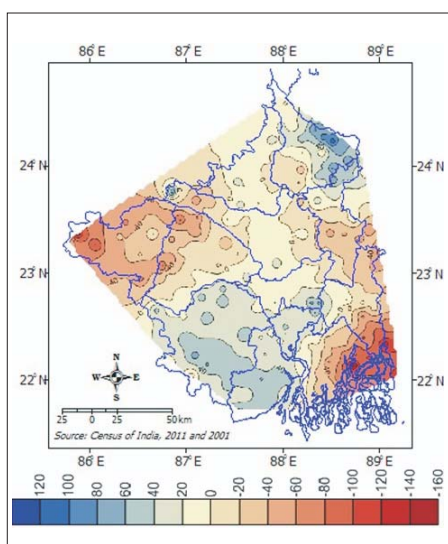 86°E 87°E 88°E 89°E
24°N 24°N
23°N 23°N
22°N 22°N
N
W E
S
25 0 25 50 km
Source: Census of India, 2011 and 2001
86°E 87°E 88°E 89°E
120 100 80 60 40 20 0 -20 -40 -60 -80 -100 -120 -140 -160